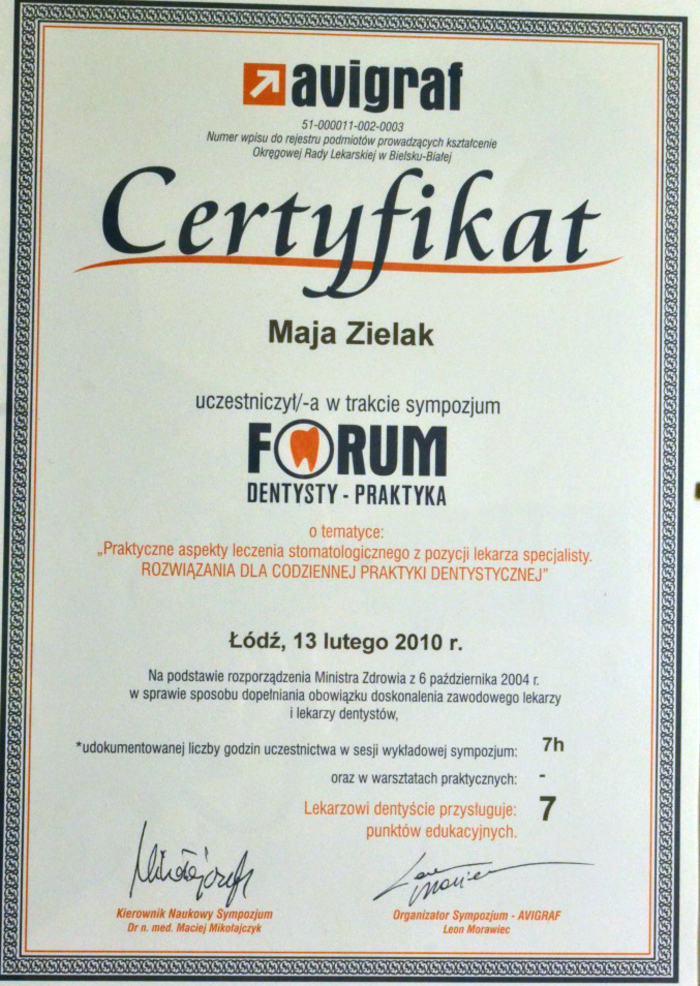 avigraf
51-000011-002-0003
Numer wpisu do rejestru podmiotów prowadzących kształcenie
Okręgowej Rady Lekarskiej w Bielsku-Białej
Certyfikat
Maja Zielak
uczestniczył/-a w trakcie sympozjum
FORUM
DENTYSTY - PRAKTYKA
o tematyce:
„Praktyczne aspekty leczenia stomatologicznego z pozycji lekarza specjalisty.
ROZWIĄZANIA DLA CODZIENNEJ PRAKTYKI DENTYSTYCZNEJ”
Łódź, 13 lutego 2010 r.
Na podstawie rozporządzenia Ministra Zdrowia z 6 października 2004 r.
w sprawie sposobu dopełniania obowiązku doskonalenia zawodowego lekarzy
i lekarzy dentystów,
*udokumentowanej liczby godzin uczestnictwa w sesji wykładowej sympozjum: 7h
oraz w warsztatach praktycznych: -
Lekarzowi dentyście przysługuje: 7
punktów edukacyjnych.
Kierownik Naukowy Sympozjum
Dr n. med. Maciej Mikołajczyk
Organizator Sympozjum - AVIGRAF
Leon Morawiec